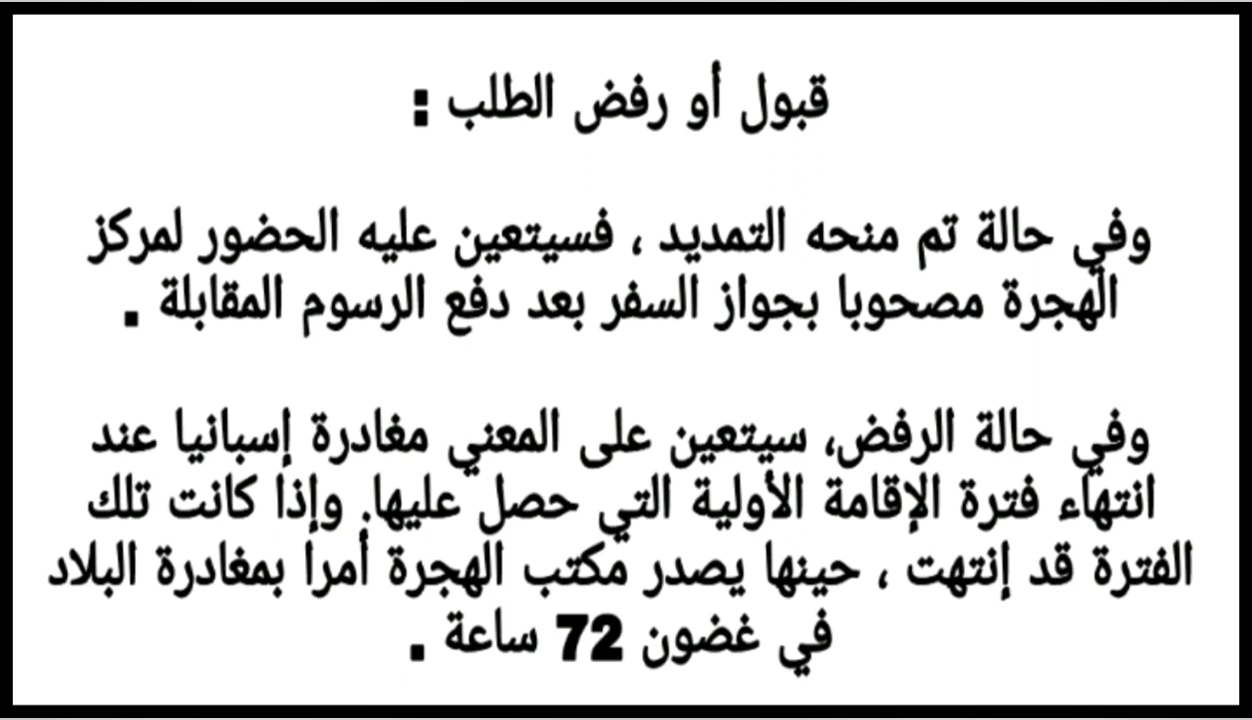 قبول أو رفض الطلب :
وفي حالة تم منحه التمديد ، فسيتعين عليه الحضور لمركز
الهجرة مصحوبا بجواز السفر بعد دفع الرسوم المقابلة .
وفي حالة الرفض، سيتعين على المعني مغادرة إسبانيا عند
انتهاء فترة الإقامة الأولية التي حصل عليها. وإذا كانت تلك
الفترة قد إنتهت ، حينها يصدر مكتب الهجرة أمرا بمغادرة البلاد
في غضون 72 ساعة .